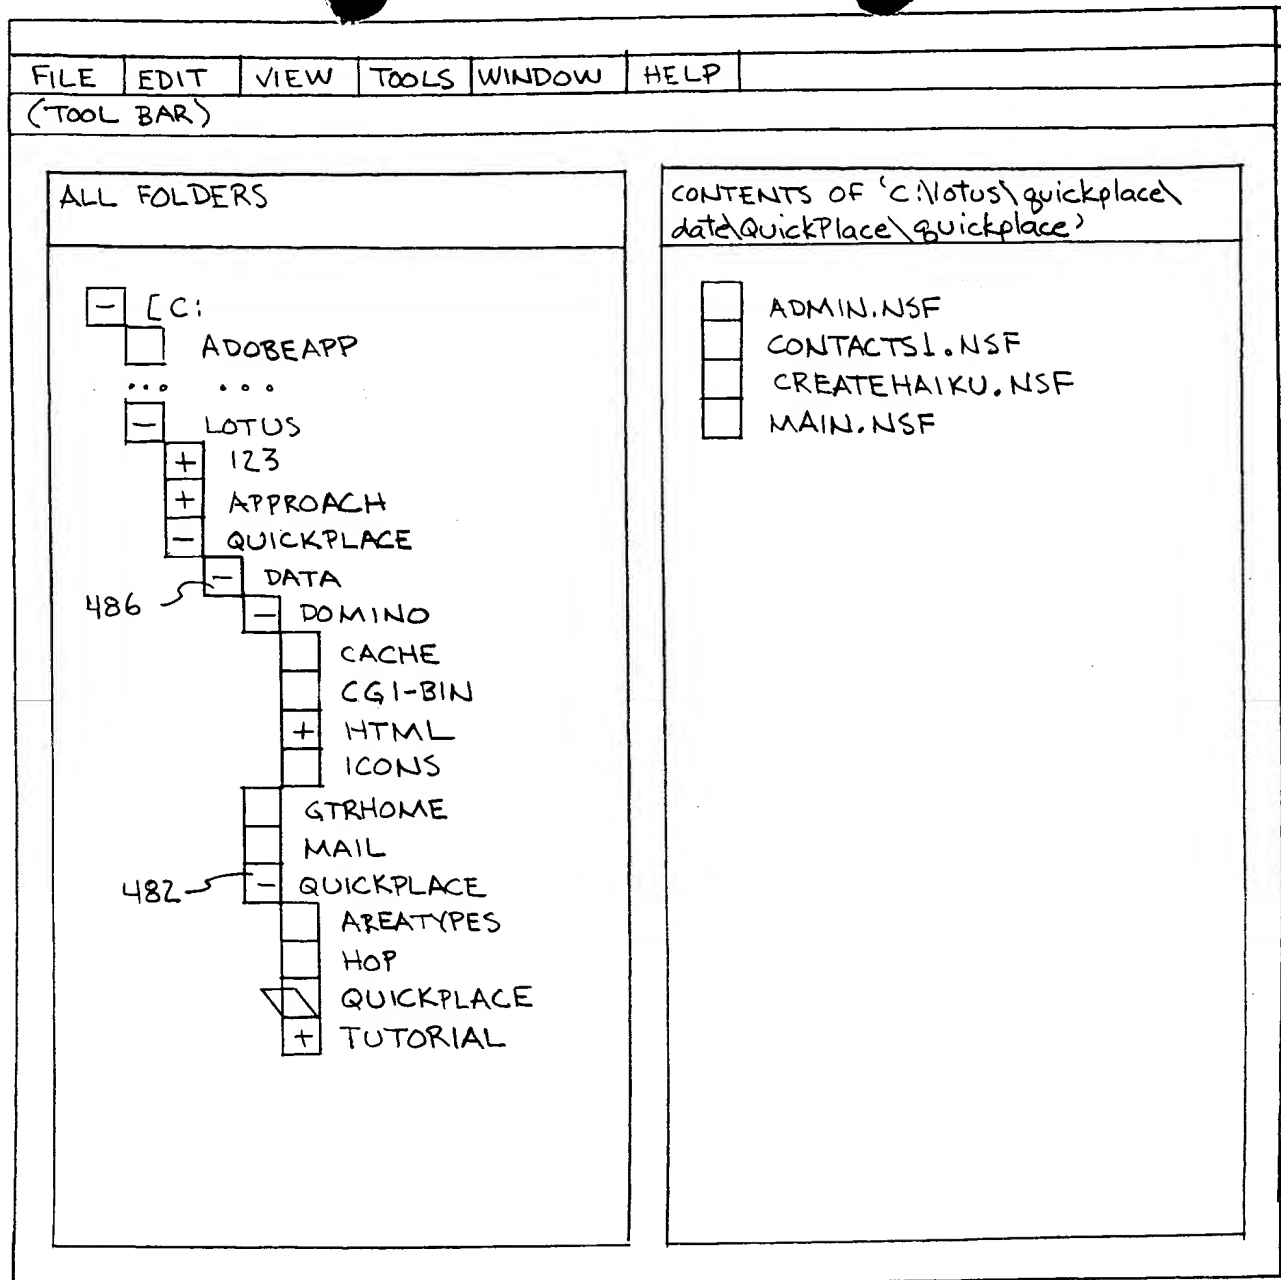 FILE EDIT VIEW TOOLS WINDOW HELP
(TOOL BAR)
ALL FOLDERS
[C:
ADOBEAPP
... ...
LOTUS
+ 123
+ APPROACH
- QUICKPLACE
- DATA
486
- DOMINO
CACHE
CGI-BIN
+ HTML
ICONS
GTRHOME
MAIL
482 - QUICKPLACE
AREATYPES
HOP
QUICKPLACE
+ TUTORIAL
CONTENTS OF 'C:\lotus\quickplace\
date\QuickPlace\quickplace'
ADMIN.NSF
CONTACTS1.NSF
CREATEHAIKU.NSF
MAIN.NSF